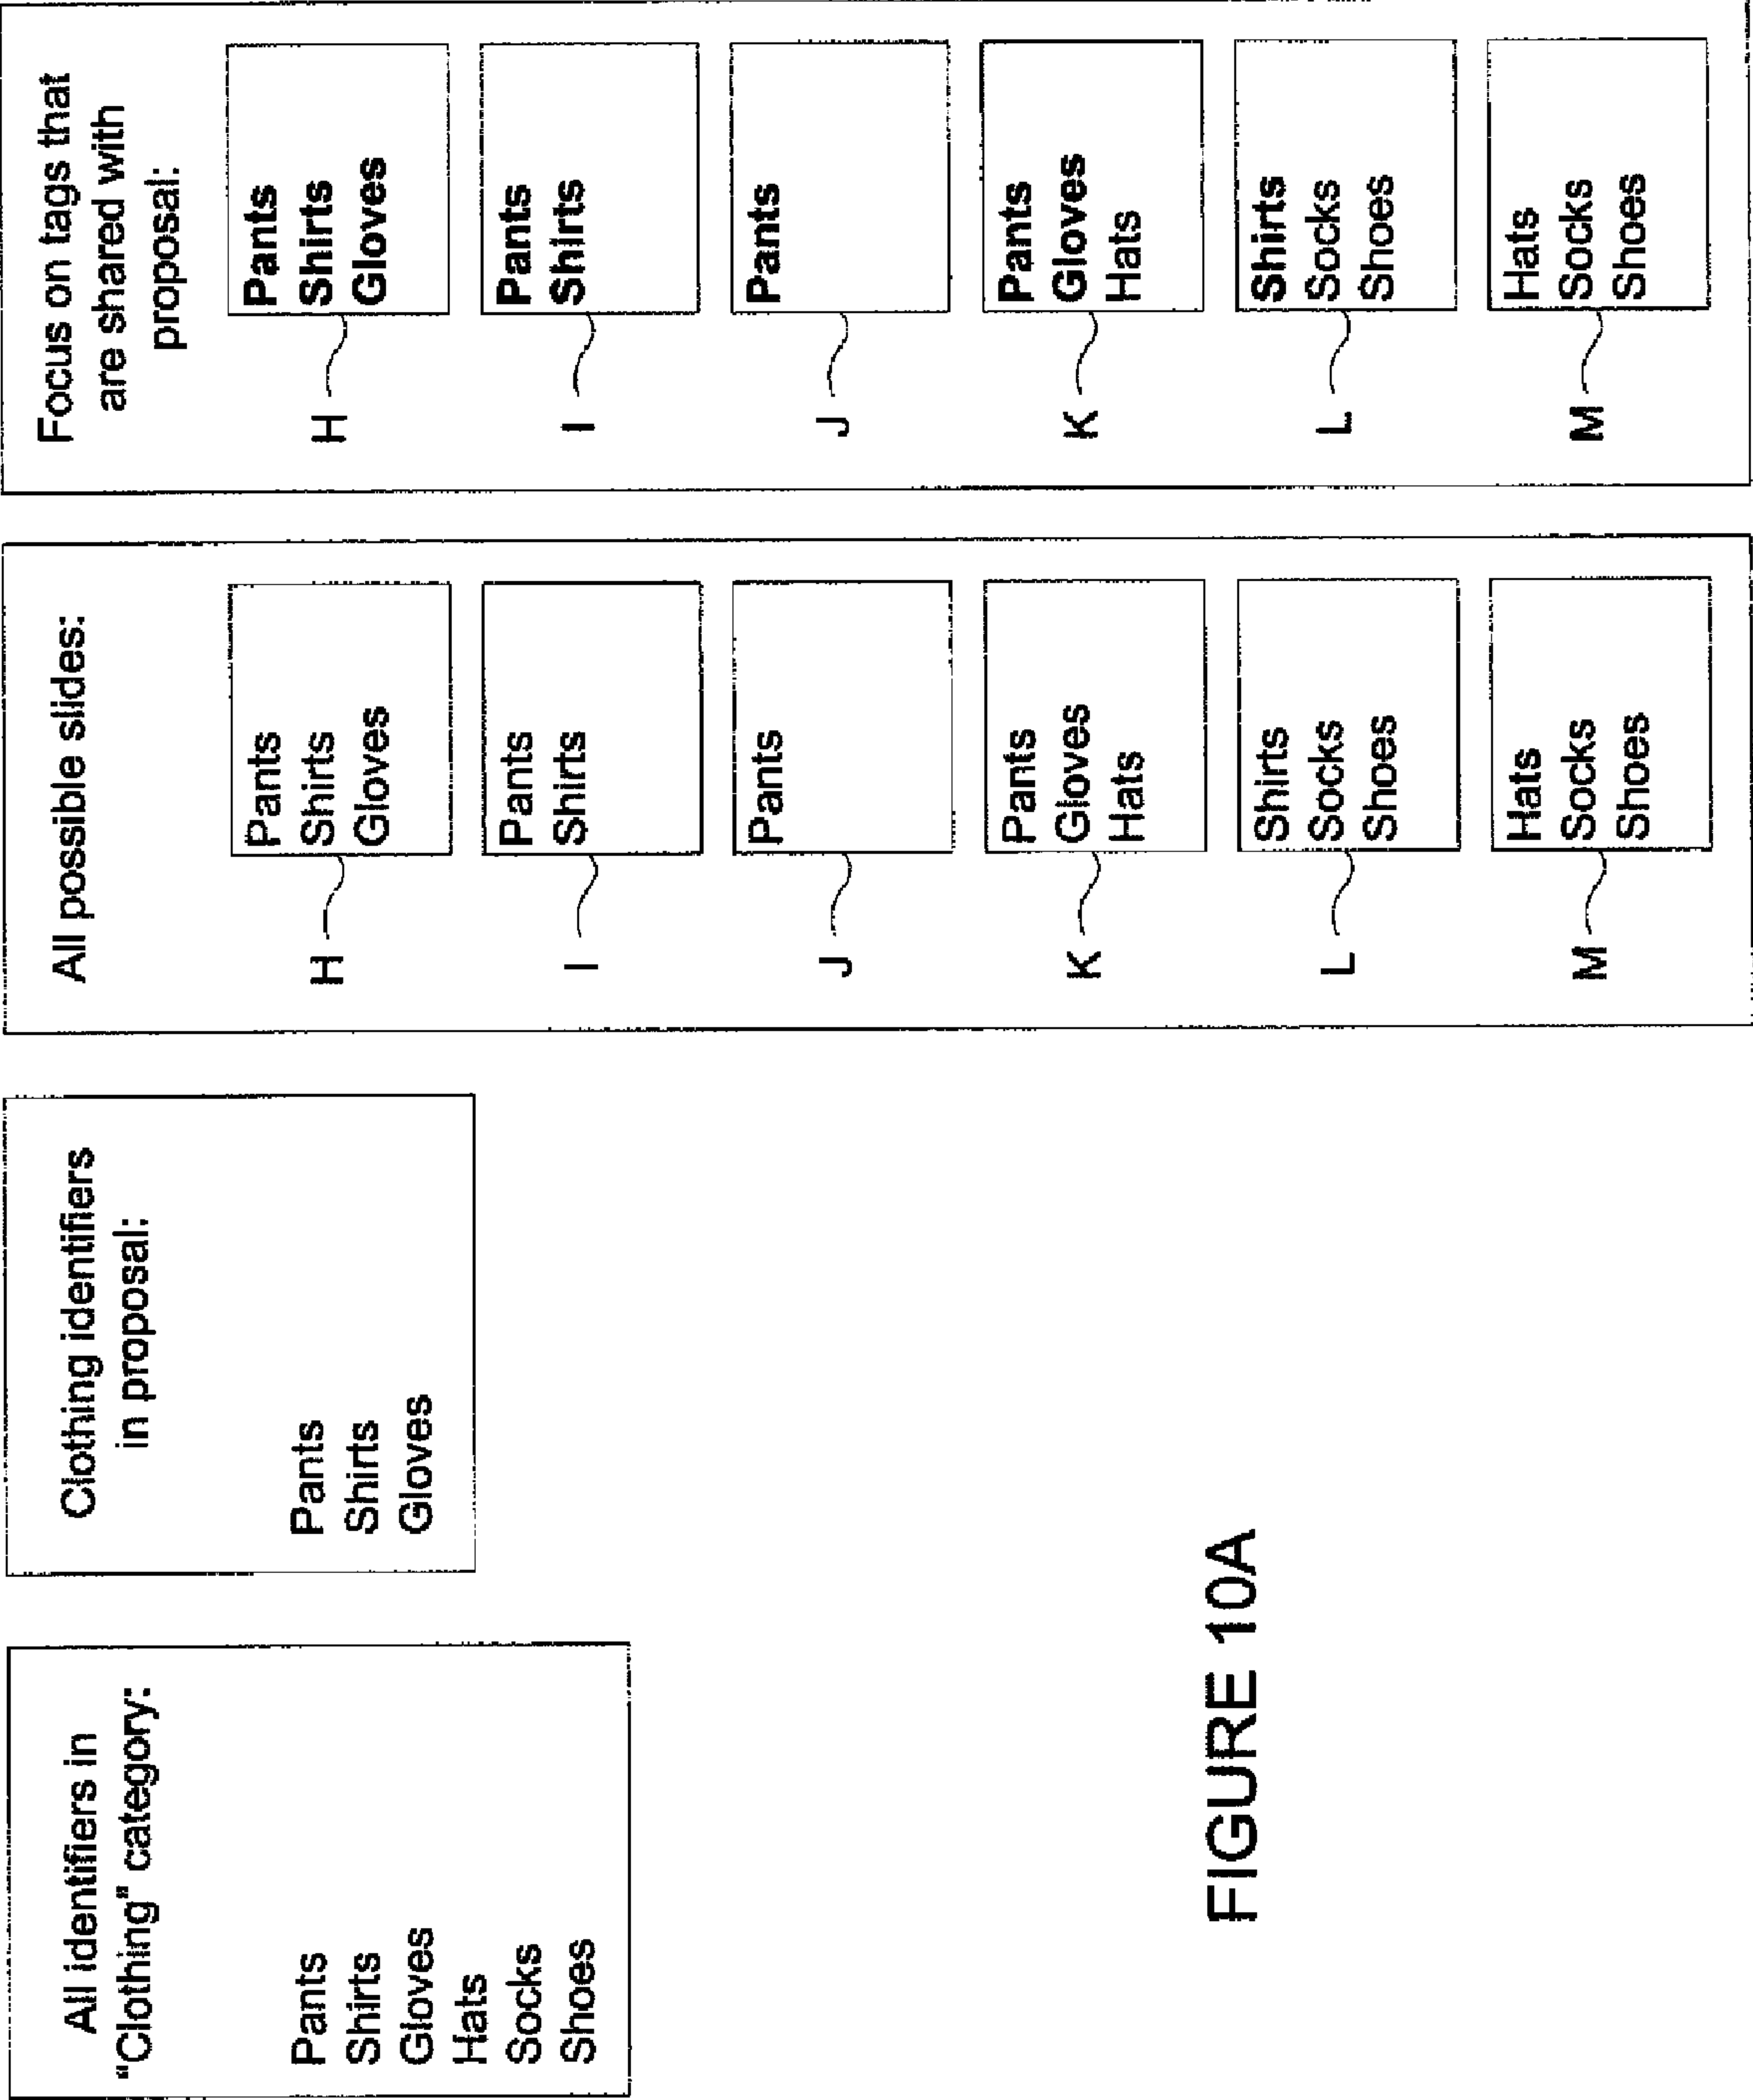 All identifiers in
"Clothing" category:
Pants
Shirts
Gloves
Hats
Socks
Shoes
Clothing identifiers
in proposal:
Pants
Shirts
Gloves
All possible slides:
H
Pants
Shirts
Gloves
I
Pants
Shirts
J
Pants
K
Pants
Gloves
Hats
L
Shirts
Socks
Shoes
M
Hats
Socks
Shoes
Focus on tags that
are shared with
proposal:
H
Pants
Shirts
Gloves
I
Pants
Shirts
J
Pants
K
Pants
Gloves
Hats
L
Shirts
Socks
Shoes
M
Hats
Socks
Shoes
FIGURE 10A